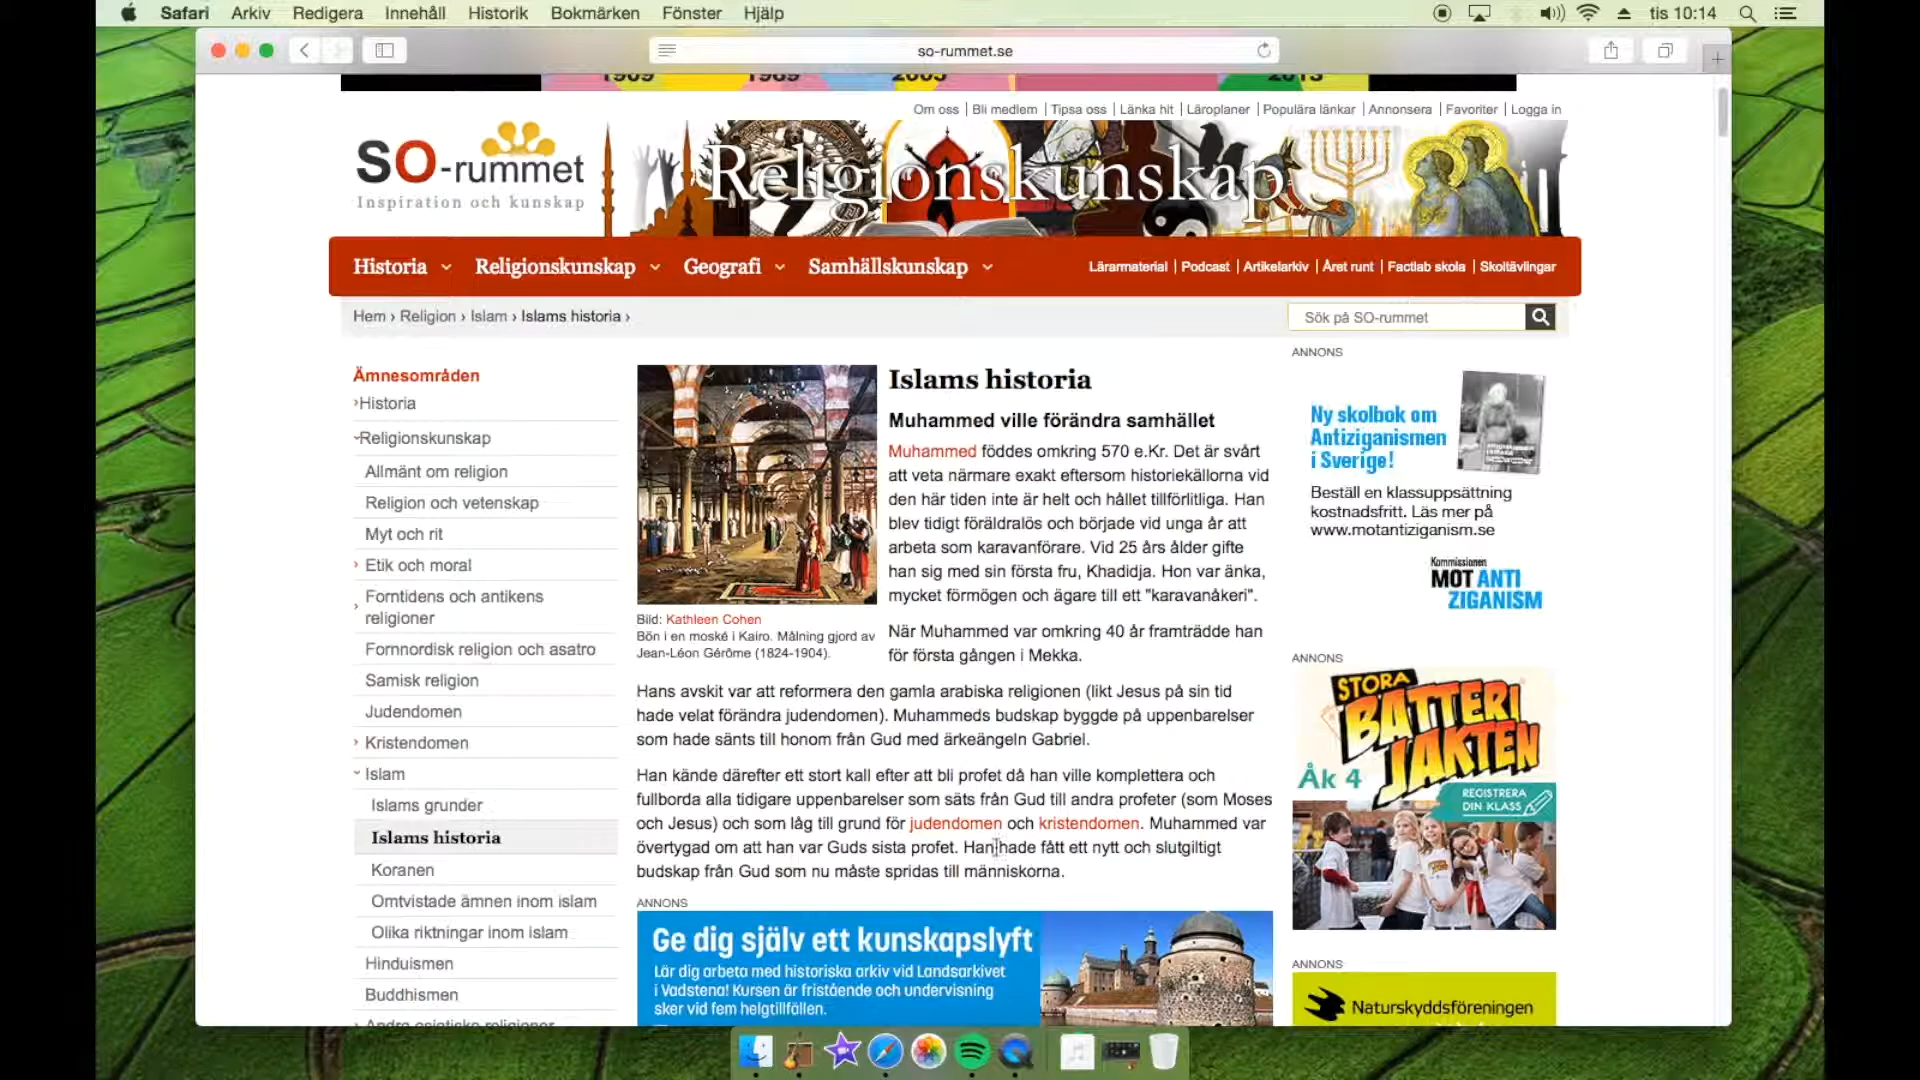 Safari Arkiv Redigera Innehåll Historik Bokmärken Fönster Hjälp tis 10:14
so-rummet.se
1909 1989 2005 2013
Om oss | Bli medlem | Tipsa oss | Länka hit | Läroplaner | Populära länkar | Annonsera | Favoriter | Logga in
SO-rummet
Inspiration och kunskap
Religionskunskap
Historia Religionskunskap Geografi Samhällskunskap Lärarmaterial | Podcast | Artikelarkiv | Året runt | Factlab skola | Skoltävlingar
Hem › Religion › Islam › Islams historia ›
Sök på SO-rummet
Ämnesområden
Historia
Religionskunskap
Allmänt om religion
Religion och vetenskap
Myt och rit
Etik och moral
Forntidens och antikens
religioner
Fornnordisk religion och asatro
Samisk religion
Judendomen
Kristendomen
Islam
Islams grunder
Islams historia
Koranen
Omtvistade ämnen inom islam
Olika riktningar inom islam
Hinduismen
Buddhismen
Andra asiatiska religioner
Bild: Kathleen Cohen
Bön i en moské i Kairo. Målning gjord av
Jean-Léon Gérôme (1824-1904).
Islams historia
Muhammed ville förändra samhället
Muhammed föddes omkring 570 e.Kr. Det är svårt
att veta närmare exakt eftersom historiekällorna vid
den här tiden inte är helt och hållet tillförlitliga. Han
blev tidigt föräldralös och började vid unga år att
arbeta som karavanförare. Vid 25 års ålder gifte
han sig med sin första fru, Khadidja. Hon var änka,
mycket förmögen och ägare till ett "karavanåkeri".
När Muhammed var omkring 40 år framträdde han
för första gången i Mekka.
Hans avskit var att reformera den gamla arabiska religionen (likt Jesus på sin tid
hade velat förändra judendomen). Muhammeds budskap byggde på uppenbarelser
som hade sänts till honom från Gud med ärkeängeln Gabriel.
Han kände därefter ett stort kall efter att bli profet då han ville komplettera och
fullborda alla tidigare uppenbarelser som säts från Gud till andra profeter (som Moses
och Jesus) och som låg till grund för judendomen och kristendomen. Muhammed var
övertygad om att han var Guds sista profet. Han hade fått ett nytt och slutgiltigt
budskap från Gud som nu måste spridas till människorna.
ANNONS
Ge dig själv ett kunskapslyft
Lär dig arbeta med historiska arkiv vid Landsarkivet
i Vadstena! Kursen är fristående och undervisning
sker vid fem helgtillfällen.
ANNONS
Ny skolbok om
Antiziganismen
i Sverige!
Beställ en klassuppsättning
kostnadsfritt. Läs mer på
www.motantiziganism.se
Kommissionen
MOT ANTI
ZIGANISM
ANNONS
STORA
BATTERI
JAKTEN
Åk 4
REGISTRERA
DIN KLASS
ANNONS
Naturskyddsföreningen